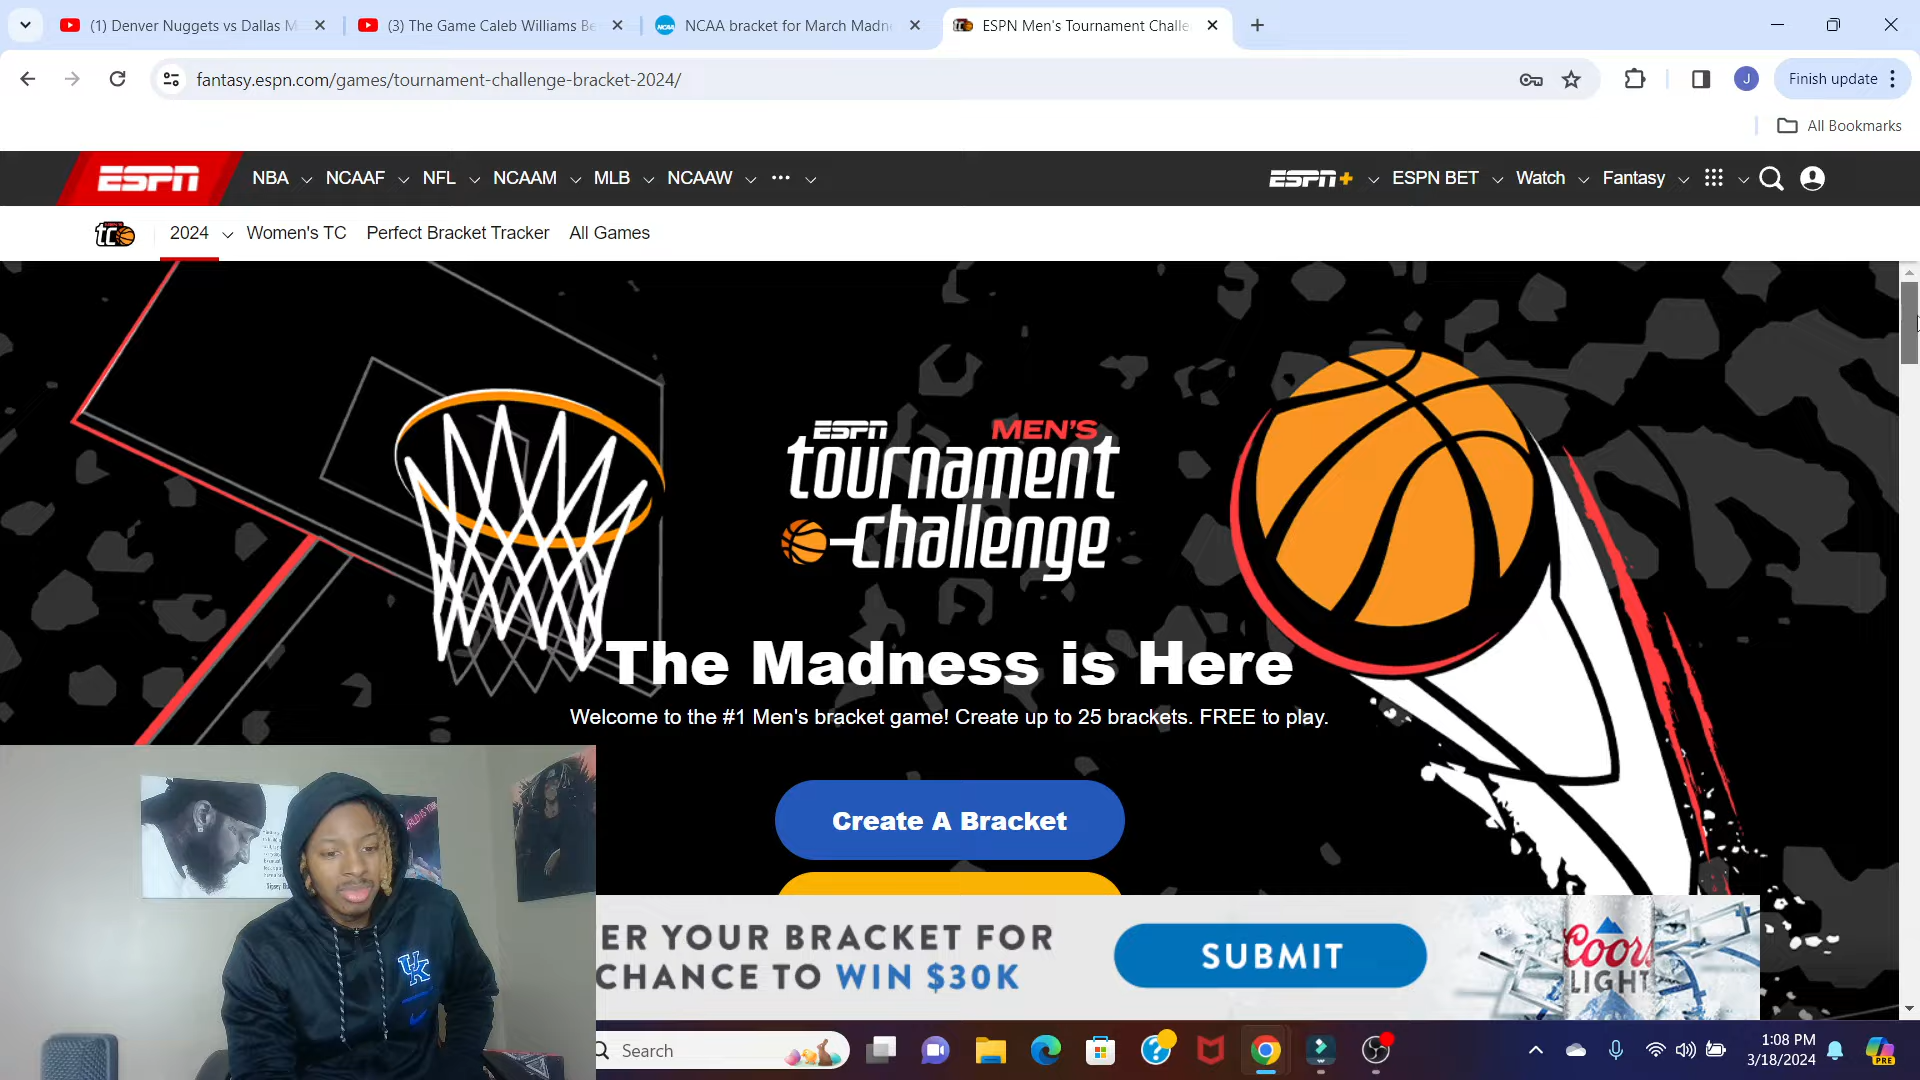 (1) Denver Nuggets vs Dallas M
(3) The Game Caleb Williams Be
NCAA bracket for March Madn
ESPN Men's Tournament Challe
fantasy.espn.com/games/tournament-challenge-bracket-2024/
J
Finish update
All Bookmarks
ESPN
NBA
NCAAF
NFL
NCAAM
MLB
NCAAW
ESPN+
ESPN BET
Watch
Fantasy
tc
2024
Women's TC
Perfect Bracket Tracker
All Games
ESPN MEN'S
tournament
challenge
The Madness is Here
Welcome to the #1 Men's bracket game! Create up to 25 brackets. FREE to play.
Create A Bracket
ER YOUR BRACKET FOR
CHANCE TO WIN $30K
SUBMIT
Coors
LIGHT
UK
Search
1:08 PM
3/18/2024
PRE